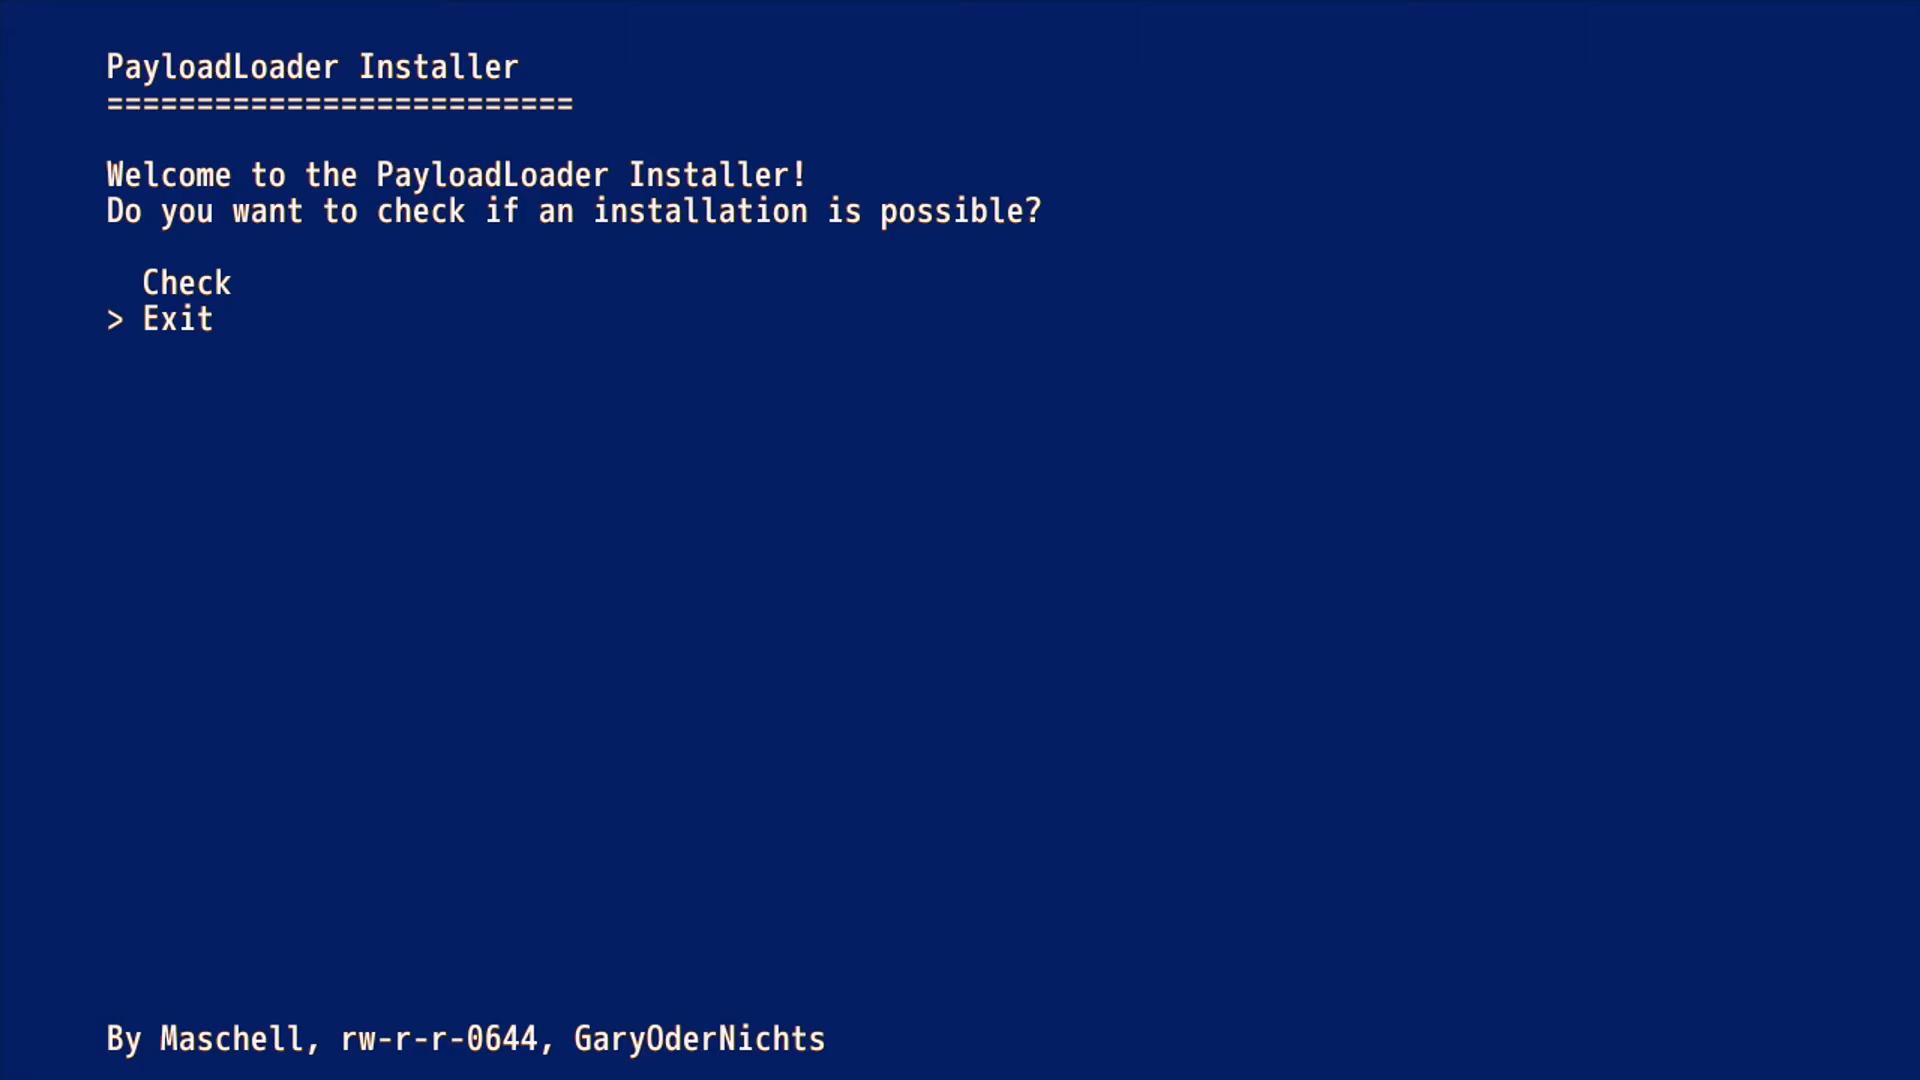 PayloadLoader Installer
==========================
Welcome to the PayloadLoader Installer!
Do you want to check if an installation is possible?
Check
> Exit
By Maschell, rw-r-r-0644, GaryOderNichts